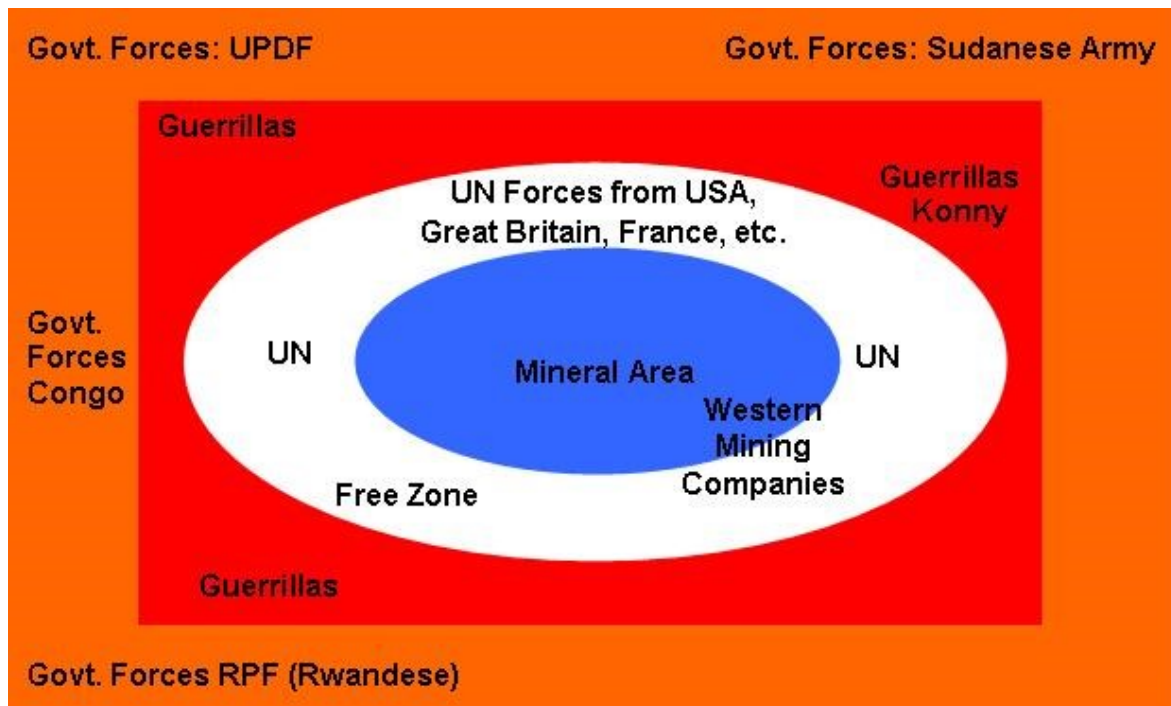 Govt. Forces: UPDF
Govt. Forces: Sudanese Army
Guerrillas
Guerrillas
Konny
UN Forces from USA,
Great Britain, France, etc.
Govt.
Forces
Congo
UN
UN
Mineral Area
Western
Mining
Companies
Free Zone
Guerrillas
Govt. Forces RPF (Rwandese)